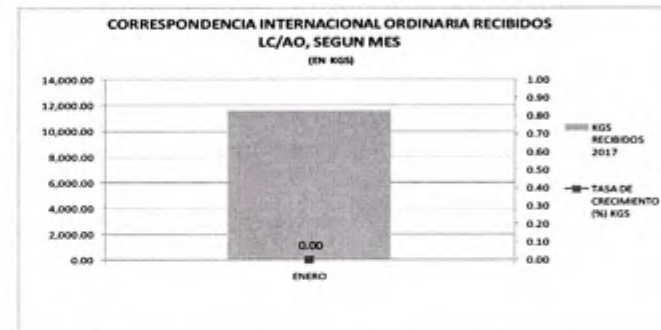 CORRESPONDENCIA INTERNACIONAL ORDINARIA RECIBIDOS
LC/AO, SEGUN MES
(EN KGS)
14,000.00
12,000.00
10,000.00
8,000.00
6,000.00
4,000.00
2,000.00
0.00
1.00
0.90
0.80
0.70
0.60
0.50
0.40
0.30
0.20
0.10
0.00
0.00
ENERO
KGS
RECIBIDOS
2017
TASA DE
CRECIMIENTO
(%) KGS